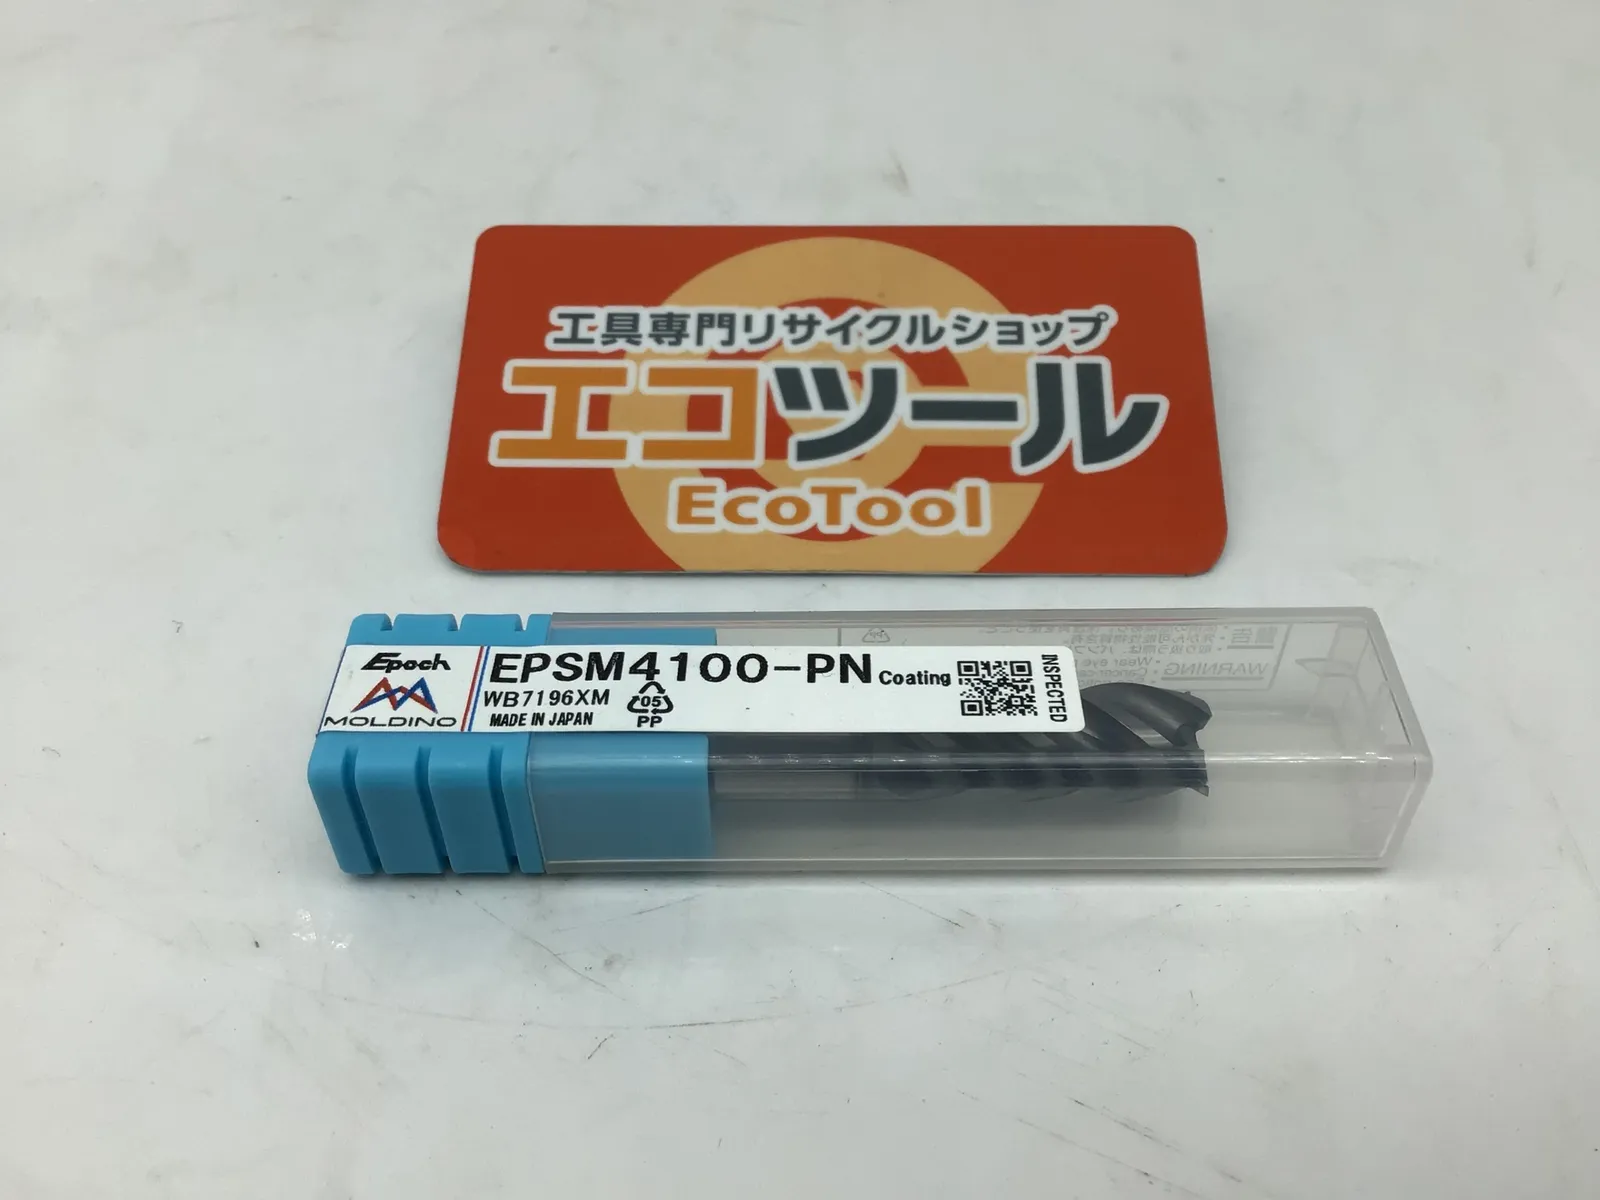 工具専門リサイクルショップ
エコツール
EcoTool
Epoch
MOLDINO
EPSM4100-PN Coating
WB7196XM
MADE IN JAPAN
05
PP
INSPECTED
WARNING